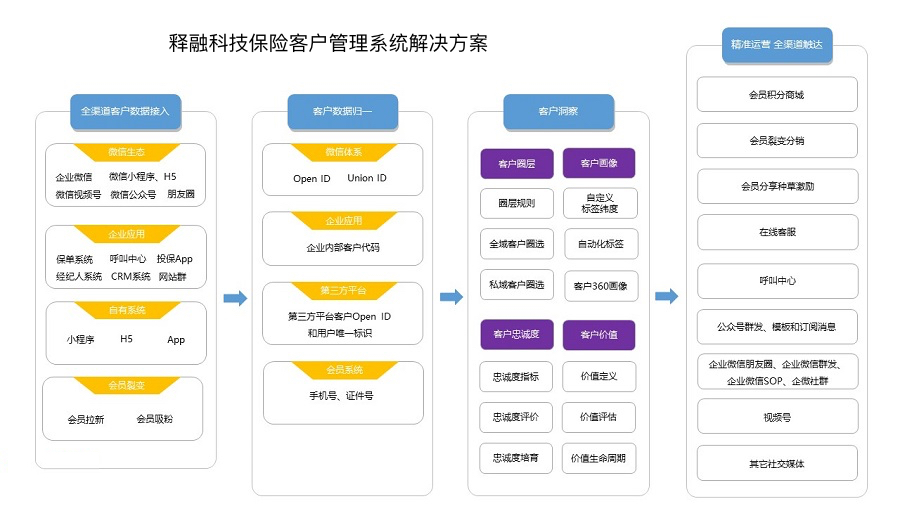 释融科技保险客户管理系统解决方案
全渠道客户数据接入
微信生态
企业微信 微信小程序、H5
微信视频号 微信公众号 朋友圈
企业应用
保单系统 呼叫中心 投保App
经纪人系统 CRM系统 网站群
自有系统
小程序 H5 App
会员裂变
会员拉新 会员吸粉
客户数据归一
微信体系
Open ID Union ID
企业应用
企业内部客户代码
第三方平台
第三方平台客户Open ID
和用户唯一标识
会员系统
手机号、证件号
客户洞察
客户圈层
圈层规则
全域客户圈选
私域客户圈选
客户画像
自定义
标签纬度
自动化标签
客户360画像
客户忠诚度
忠诚度指标
忠诚度评价
忠诚度培育
客户价值
价值定义
价值评估
价值生命周期
精准运营 全渠道触达
会员积分商城
会员裂变分销
会员分享种草激励
在线客服
呼叫中心
公众号群发、模板和订阅消息
企业微信朋友圈、企业微信群发、
企业微信SOP、企微社群
视频号
其它社交媒体